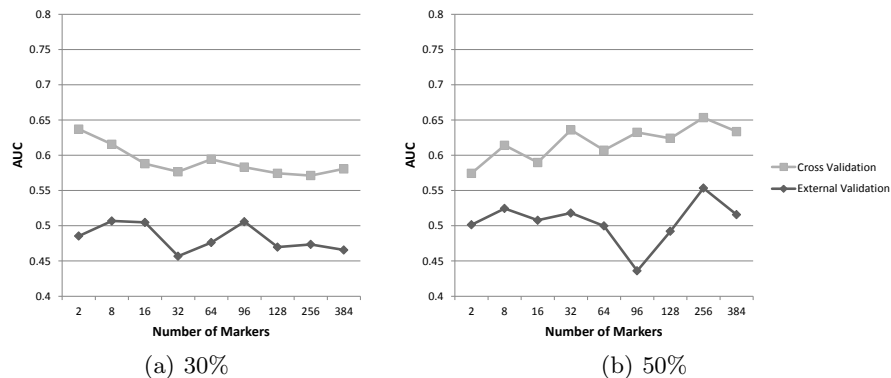 0.8
0.75
0.7
0.65
0.6
0.55
0.5
0.45
0.4
AUC
2 8 16 32 64 96 128 256 384
Number of Markers
(a) 30%
0.8
0.75
0.7
0.65
0.6
0.55
0.5
0.45
0.4
AUC
2 8 16 32 64 96 128 256 384
Number of Markers
(b) 50%
Cross Validation
External Validation